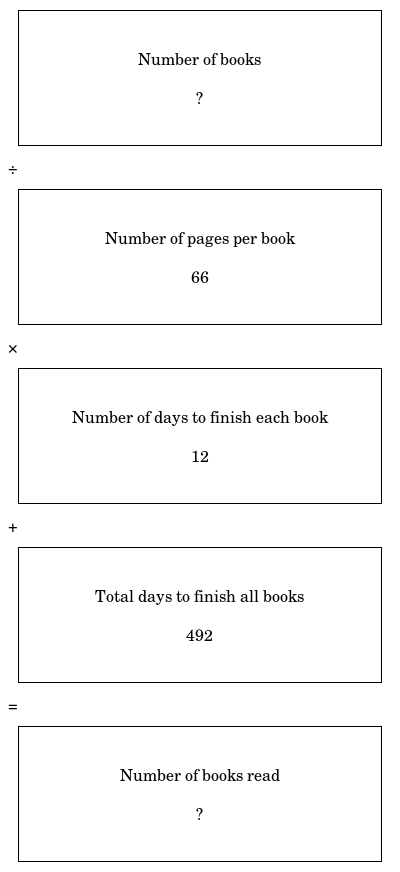 Number of books
?
÷
Number of pages per book
66
×
Number of days to finish each book
12
+
Total days to finish all books
492
=
Number of books read
?